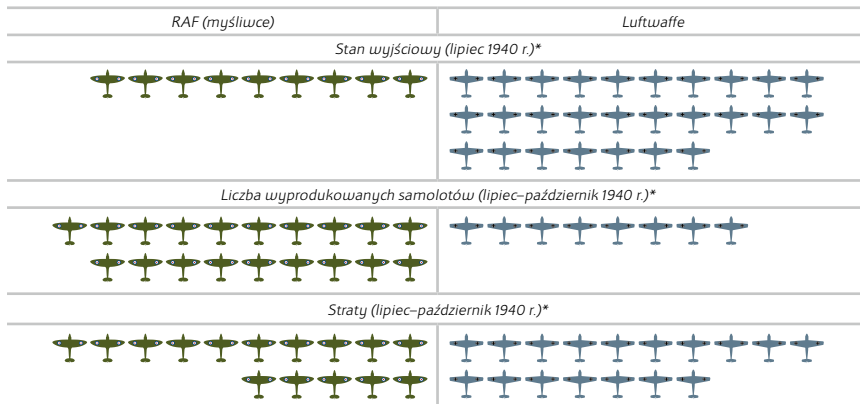 RAF (myśliwce) Luftwaffe
Stan wyjściowy (lipiec 1940 r.)*
Liczba wyprodukowanych samolotów (lipiec–październik 1940 r.)*
Straty (lipiec–październik 1940 r.)*